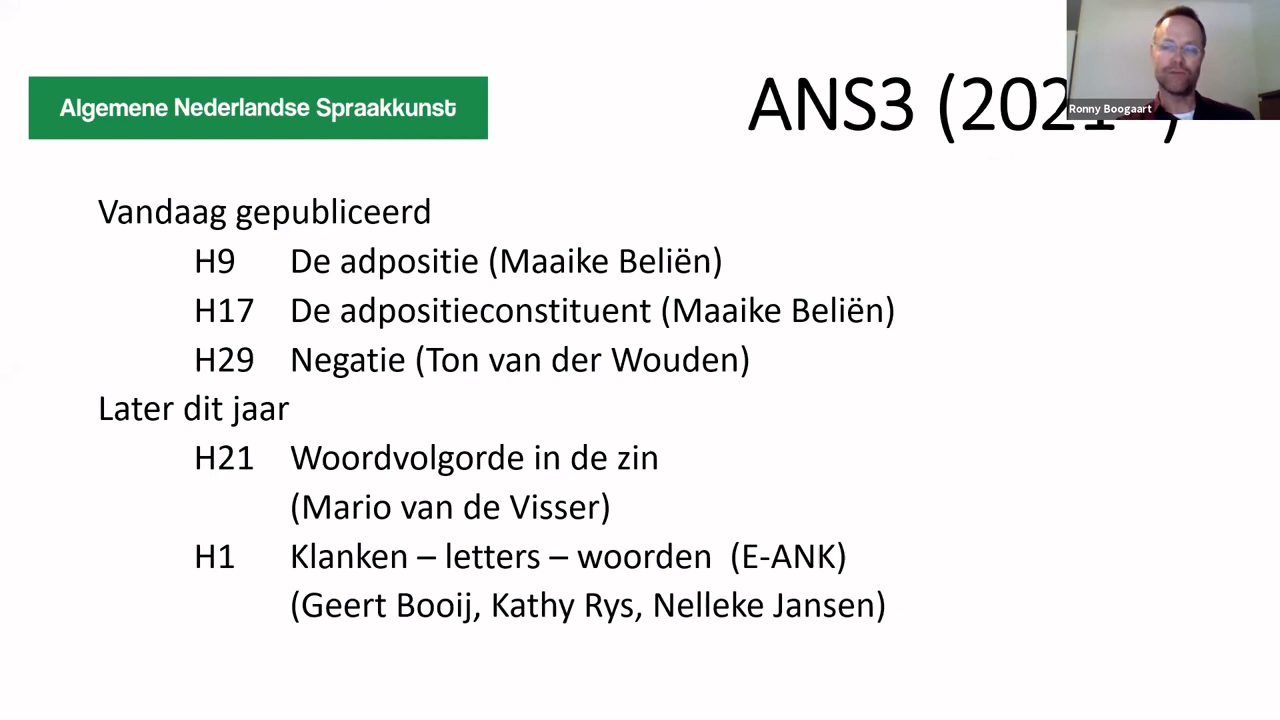 Algemene Nederlandse Spraakkunst
ANS3 (2021- )
Ronny Boogaart
Vandaag gepubliceerd
H9 De adpositie (Maaike Beliën)
H17 De adpositieconstituent (Maaike Beliën)
H29 Negatie (Ton van der Wouden)
Later dit jaar
H21 Woordvolgorde in de zin
(Mario van de Visser)
H1 Klanken – letters – woorden (E-ANK)
(Geert Booij, Kathy Rys, Nelleke Jansen)